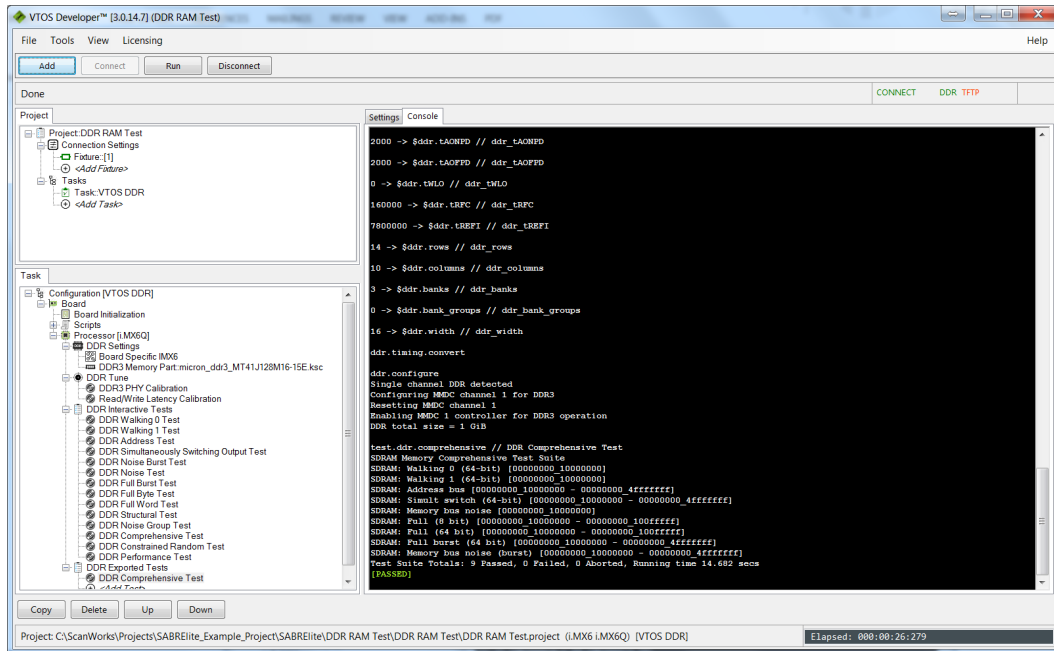 VTOS Developer™ [3.0.14.7] (DDR RAM Test)
File Tools View Licensing Help
Add Connect Run Disconnect
Done CONNECT DDR TFTP
Project
Project:DDR RAM Test
Connection Settings
Fixture::[1]
<Add Fixture>
Tasks
Task::VTOS DDR
<Add Task>
Task
Configuration [VTOS DDR]
Board
Board Initialization
Scripts
Processor [i.MX6Q]
DDR Settings
Board Specific IMX6
DDR3 Memory Part::micron_ddr3_MT41J128M16-15E.ksc
DDR Tune
DDR3 PHY Calibration
Read/Write Latency Calibration
DDR Interactive Tests
DDR Walking 0 Test
DDR Walking 1 Test
DDR Address Test
DDR Simultaneously Switching Output Test
DDR Noise Burst Test
DDR Noise Test
DDR Full Burst Test
DDR Full Byte Test
DDR Full Word Test
DDR Structural Test
DDR Noise Group Test
DDR Comprehensive Test
DDR Constrained Random Test
DDR Performance Test
DDR Exported Tests
DDR Comprehensive Test
<Add Test>
Settings Console
2000 -> $ddr.tAONPD // ddr_tAONPD
2000 -> $ddr.tAOFPD // ddr_tAOFPD
0 -> $ddr.tWLO // ddr_tWLO
160000 -> $ddr.tRFC // ddr_tRFC
7800000 -> $ddr.tREFI // ddr_tREFI
14 -> $ddr.rows // ddr_rows
10 -> $ddr.columns // ddr_columns
3 -> $ddr.banks // ddr_banks
0 -> $ddr.bank_groups // ddr_bank_groups
16 -> $ddr.width // ddr_width
ddr.timing.convert
ddr.configure
Single channel DDR detected
Configuring MMDC channel 1 for DDR3
Resetting MMDC channel 1
Enabling MMDC 1 controller for DDR3 operation
DDR total size = 1 GiB
test.ddr.comprehensive // DDR Comprehensive Test
SDRAM Memory Comprehensive Test Suite
SDRAM: Walking 0 (64-bit) [00000000_10000000]
SDRAM: Walking 1 (64-bit) [00000000_10000000]
SDRAM: Address bus [00000000_10000000 - 00000000_4fffffff]
SDRAM: Simult switch (64-bit) [00000000_10000000 - 00000000_4fffffff]
SDRAM: Memory bus noise [00000000_10000000]
SDRAM: Full (8 bit) [00000000_10000000 - 00000000_100fffff]
SDRAM: Full (64 bit) [00000000_10000000 - 00000000_100fffff]
SDRAM: Full burst (64 bit) [00000000_10000000 - 00000000_4fffffff]
SDRAM: Memory bus noise (burst) [00000000_10000000 - 00000000_4fffffff]
Test Suite Totals: 9 Passed, 0 Failed, 0 Aborted, Running time 14.682 secs
[PASSED]
Copy Delete Up Down
Project: C:\ScanWorks\Projects\SABRElite_Example_Project\SABRElite\DDR RAM Test\DDR RAM Test\DDR RAM Test.project (i.MX6 i.MX6Q) [VTOS DDR] Elapsed: 000:00:26:279